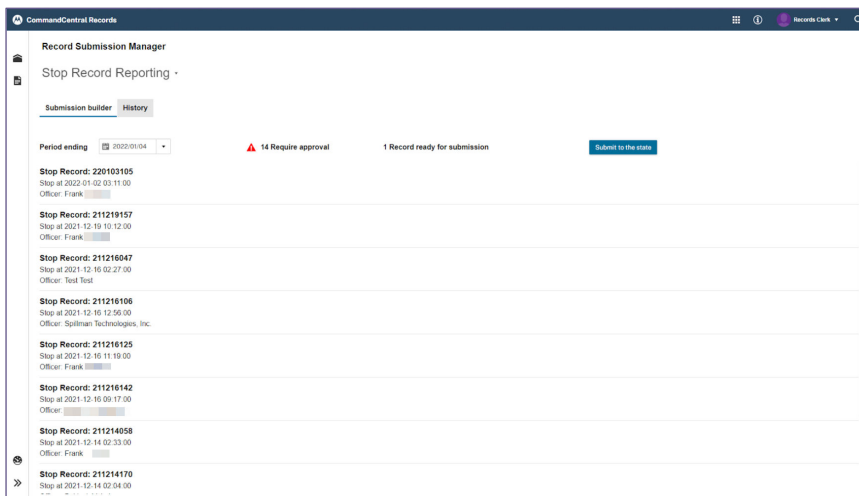 CommandCentral Records
Records Clerk
Record Submission Manager
Stop Record Reporting
Submission builder History
Period ending 2022/01/04 14 Require approval 1 Record ready for submission Submit to the state
Stop Record: 220103105
Stop at 2022-01-02 03:11:00
Officer: Frank
Stop Record: 211219157
Stop at 2021-12-19 10:12:00
Officer: Frank
Stop Record: 211216047
Stop at 2021-12-16 02:27:00
Officer: Test Test
Stop Record: 211216106
Stop at 2021-12-16 12:56:00
Officer: Spillman Technologies, Inc.
Stop Record: 211216125
Stop at 2021-12-16 11:19:00
Officer: Frank
Stop Record: 211216142
Stop at 2021-12-16 09:17:00
Officer:
Stop Record: 211214058
Stop at 2021-12-14 02:33:00
Officer: Frank
Stop Record: 211214170
Stop at 2021-12-14 02:04:00